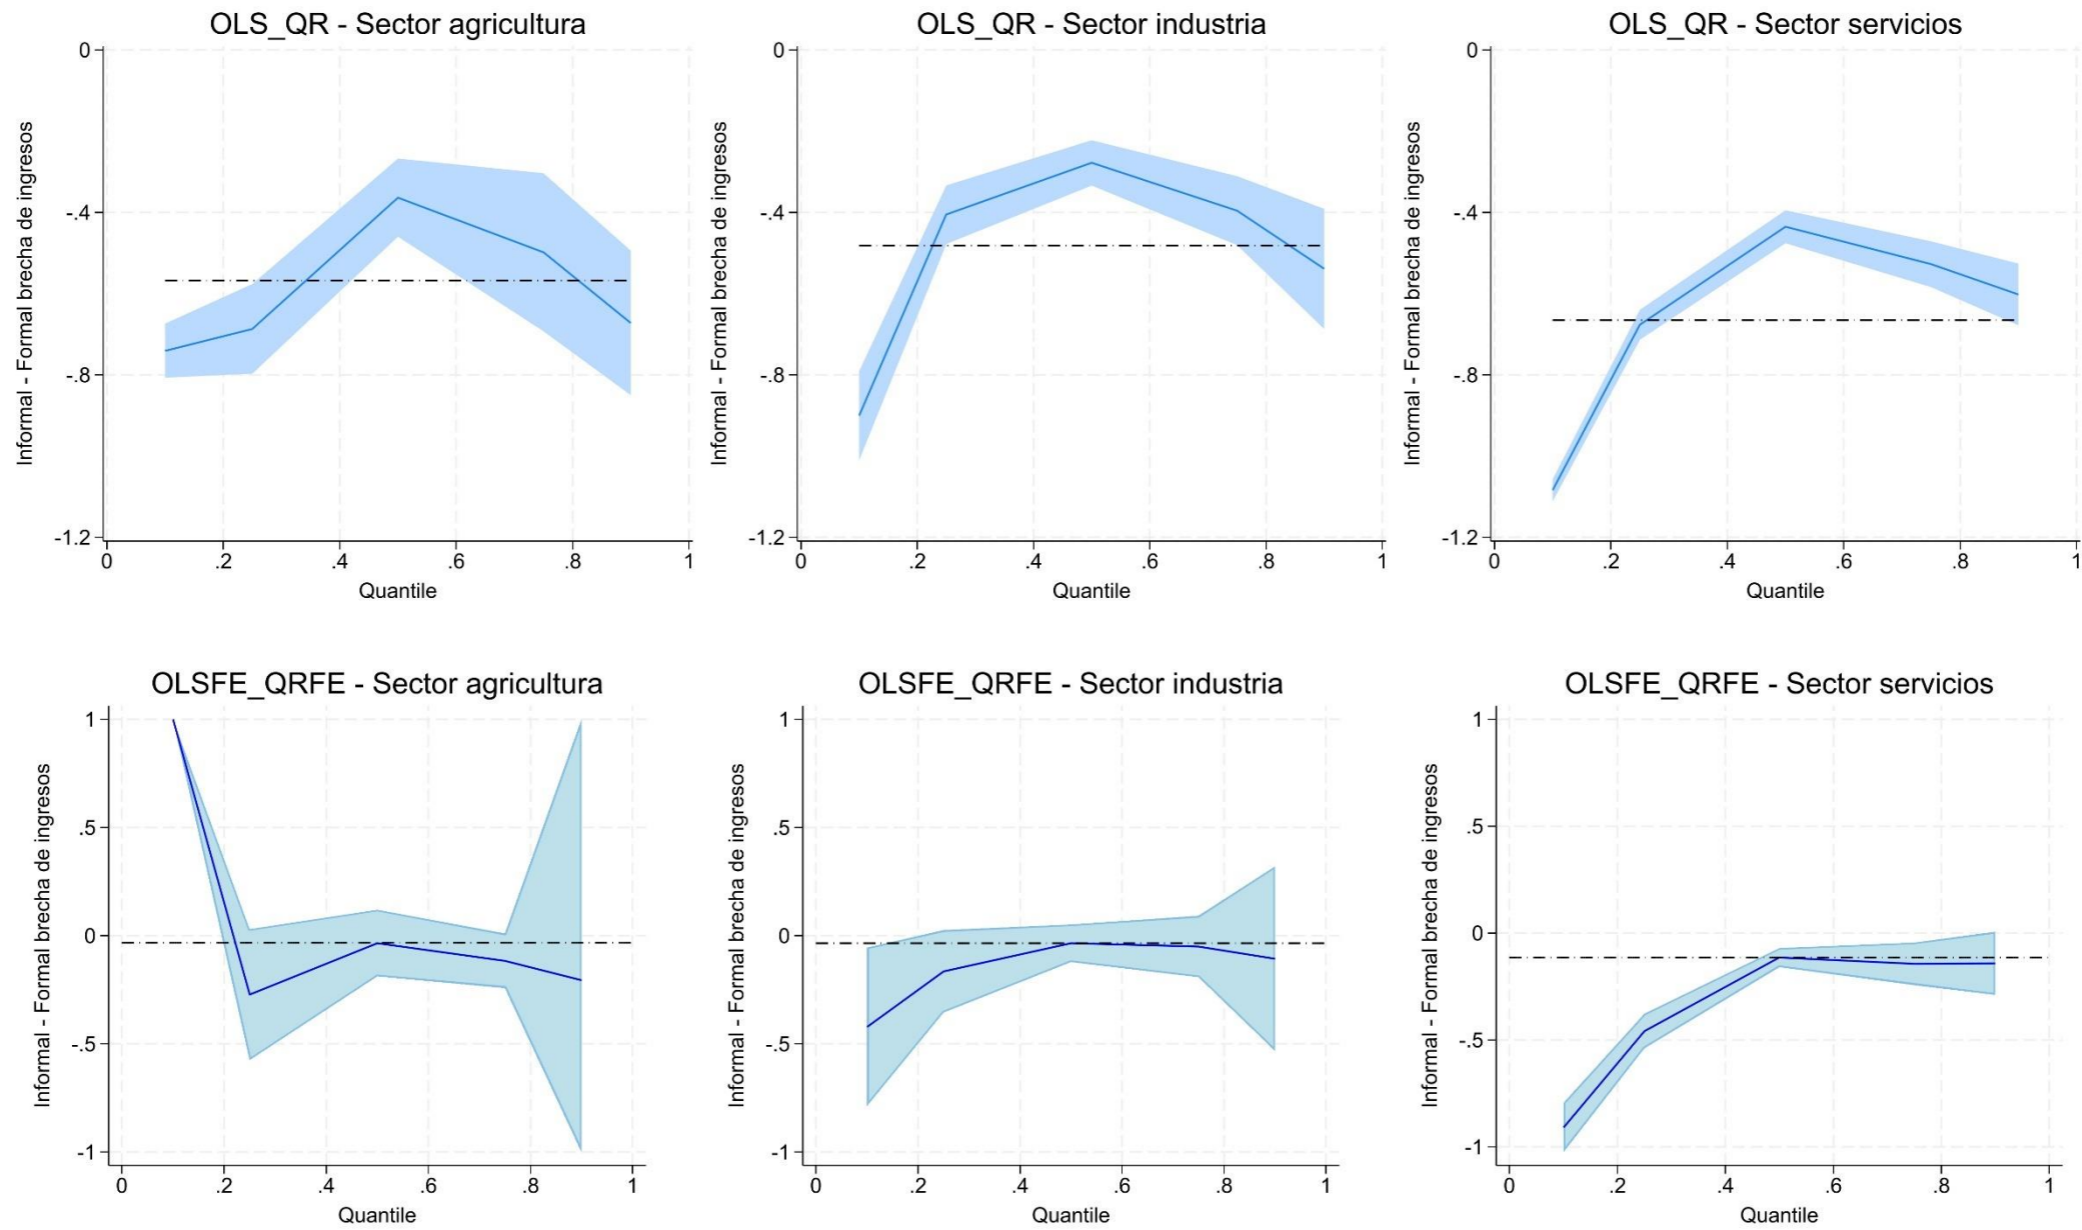 OLS_QR - Sector agricultura
Informal - Formal brecha de ingresos
0
-.4
-.8
-1.2
0 .2 .4 .6 .8 1
Quantile
OLS_QR - Sector industria
Informal - Formal brecha de ingresos
0
-.4
-.8
-1.2
0 .2 .4 .6 .8 1
Quantile
OLS_QR - Sector servicios
Informal - Formal brecha de ingresos
0
-.4
-.8
-1.2
0 .2 .4 .6 .8 1
Quantile
OLSFE_QRFE - Sector agricultura
Informal - Formal brecha de ingresos
1
.5
0
-.5
-1
0 .2 .4 .6 .8 1
Quantile
OLSFE_QRFE - Sector industria
Informal - Formal brecha de ingresos
1
.5
0
-.5
-1
0 .2 .4 .6 .8 1
Quantile
OLSFE_QRFE - Sector servicios
Informal - Formal brecha de ingresos
1
.5
0
-.5
-1
0 .2 .4 .6 .8 1
Quantile